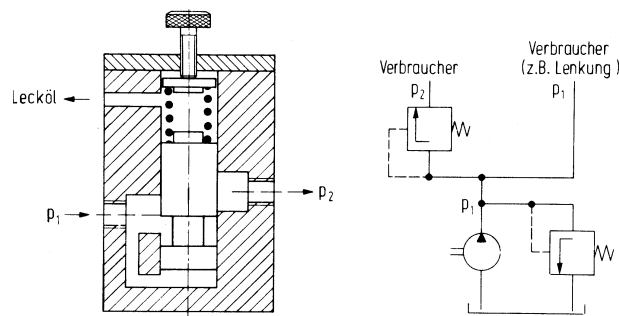 Lecköl
p₁
p₂
Verbraucher
p₂
Verbraucher
(z.B. Lenkung)
p₁
p₁